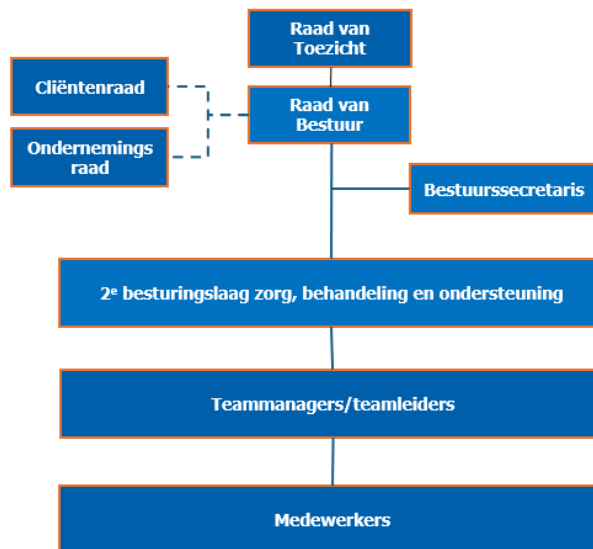 Raad van
Toezicht
Cliëntenraad
Raad van
Bestuur
Ondernemings
raad
Bestuurssecretaris
2ᵉ besturingslaag zorg, behandeling en ondersteuning
Teammanagers/teamleiders
Medewerkers